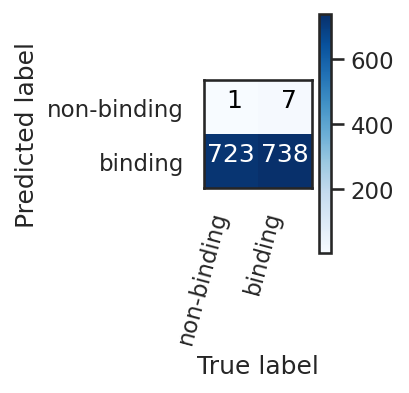 Predicted label
non-binding
binding
1 7
723 738
600
400
200
non-binding
binding
True label